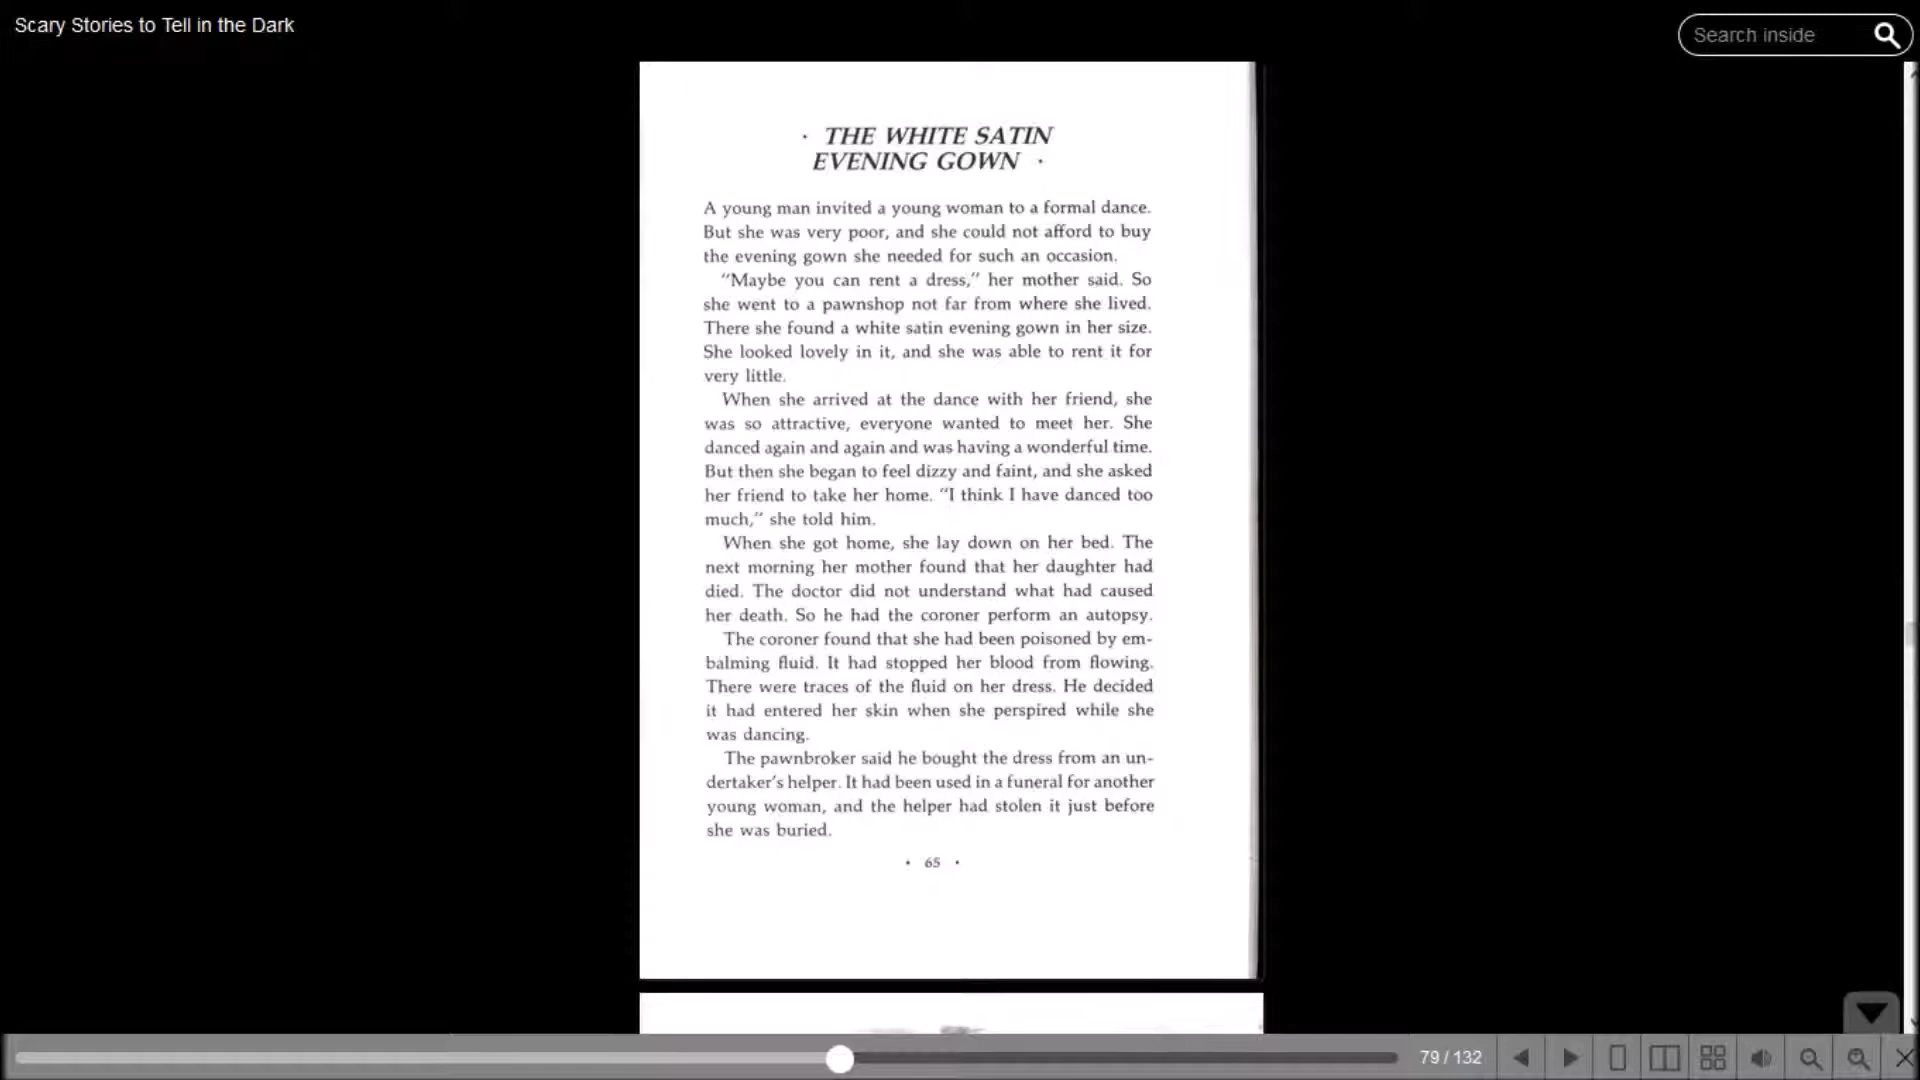 Scary Stories to Tell in the Dark
Search inside
· THE WHITE SATIN
EVENING GOWN ·
A young man invited a young woman to a formal dance.
But she was very poor, and she could not afford to buy
the evening gown she needed for such an occasion.
“Maybe you can rent a dress,” her mother said. So
she went to a pawnshop not far from where she lived.
There she found a white satin evening gown in her size.
She looked lovely in it, and she was able to rent it for
very little.
When she arrived at the dance with her friend, she
was so attractive, everyone wanted to meet her. She
danced again and again and was having a wonderful time.
But then she began to feel dizzy and faint, and she asked
her friend to take her home. “I think I have danced too
much,” she told him.
When she got home, she lay down on her bed. The
next morning her mother found that her daughter had
died. The doctor did not understand what had caused
her death. So he had the coroner perform an autopsy.
The coroner found that she had been poisoned by em-
balming fluid. It had stopped her blood from flowing.
There were traces of the fluid on her dress. He decided
it had entered her skin when she perspired while she
was dancing.
The pawnbroker said he bought the dress from an un-
dertaker’s helper. It had been used in a funeral for another
young woman, and the helper had stolen it just before
she was buried.
· 65 ·
79 / 132